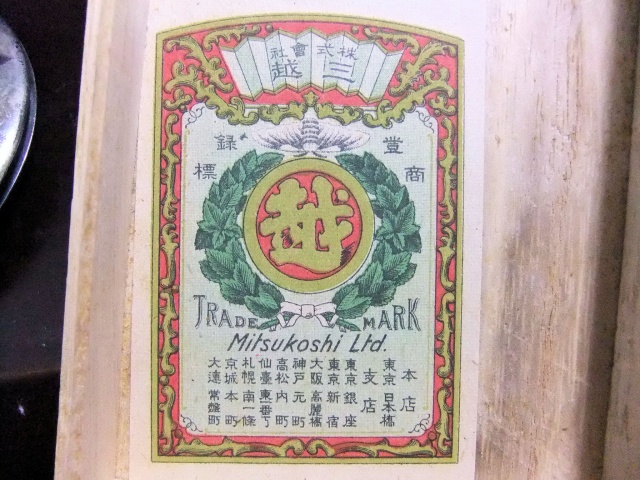 株式會社
三越
登録
商標
越
TRADE MARK
Mitsukoshi Ltd.
本店
東京日本橋
支店
東京銀座
東京新宿
大阪高麗橋
神戸元町
高松内町
仙臺東一番丁
札幌南一條
京城本町
大連常盤町